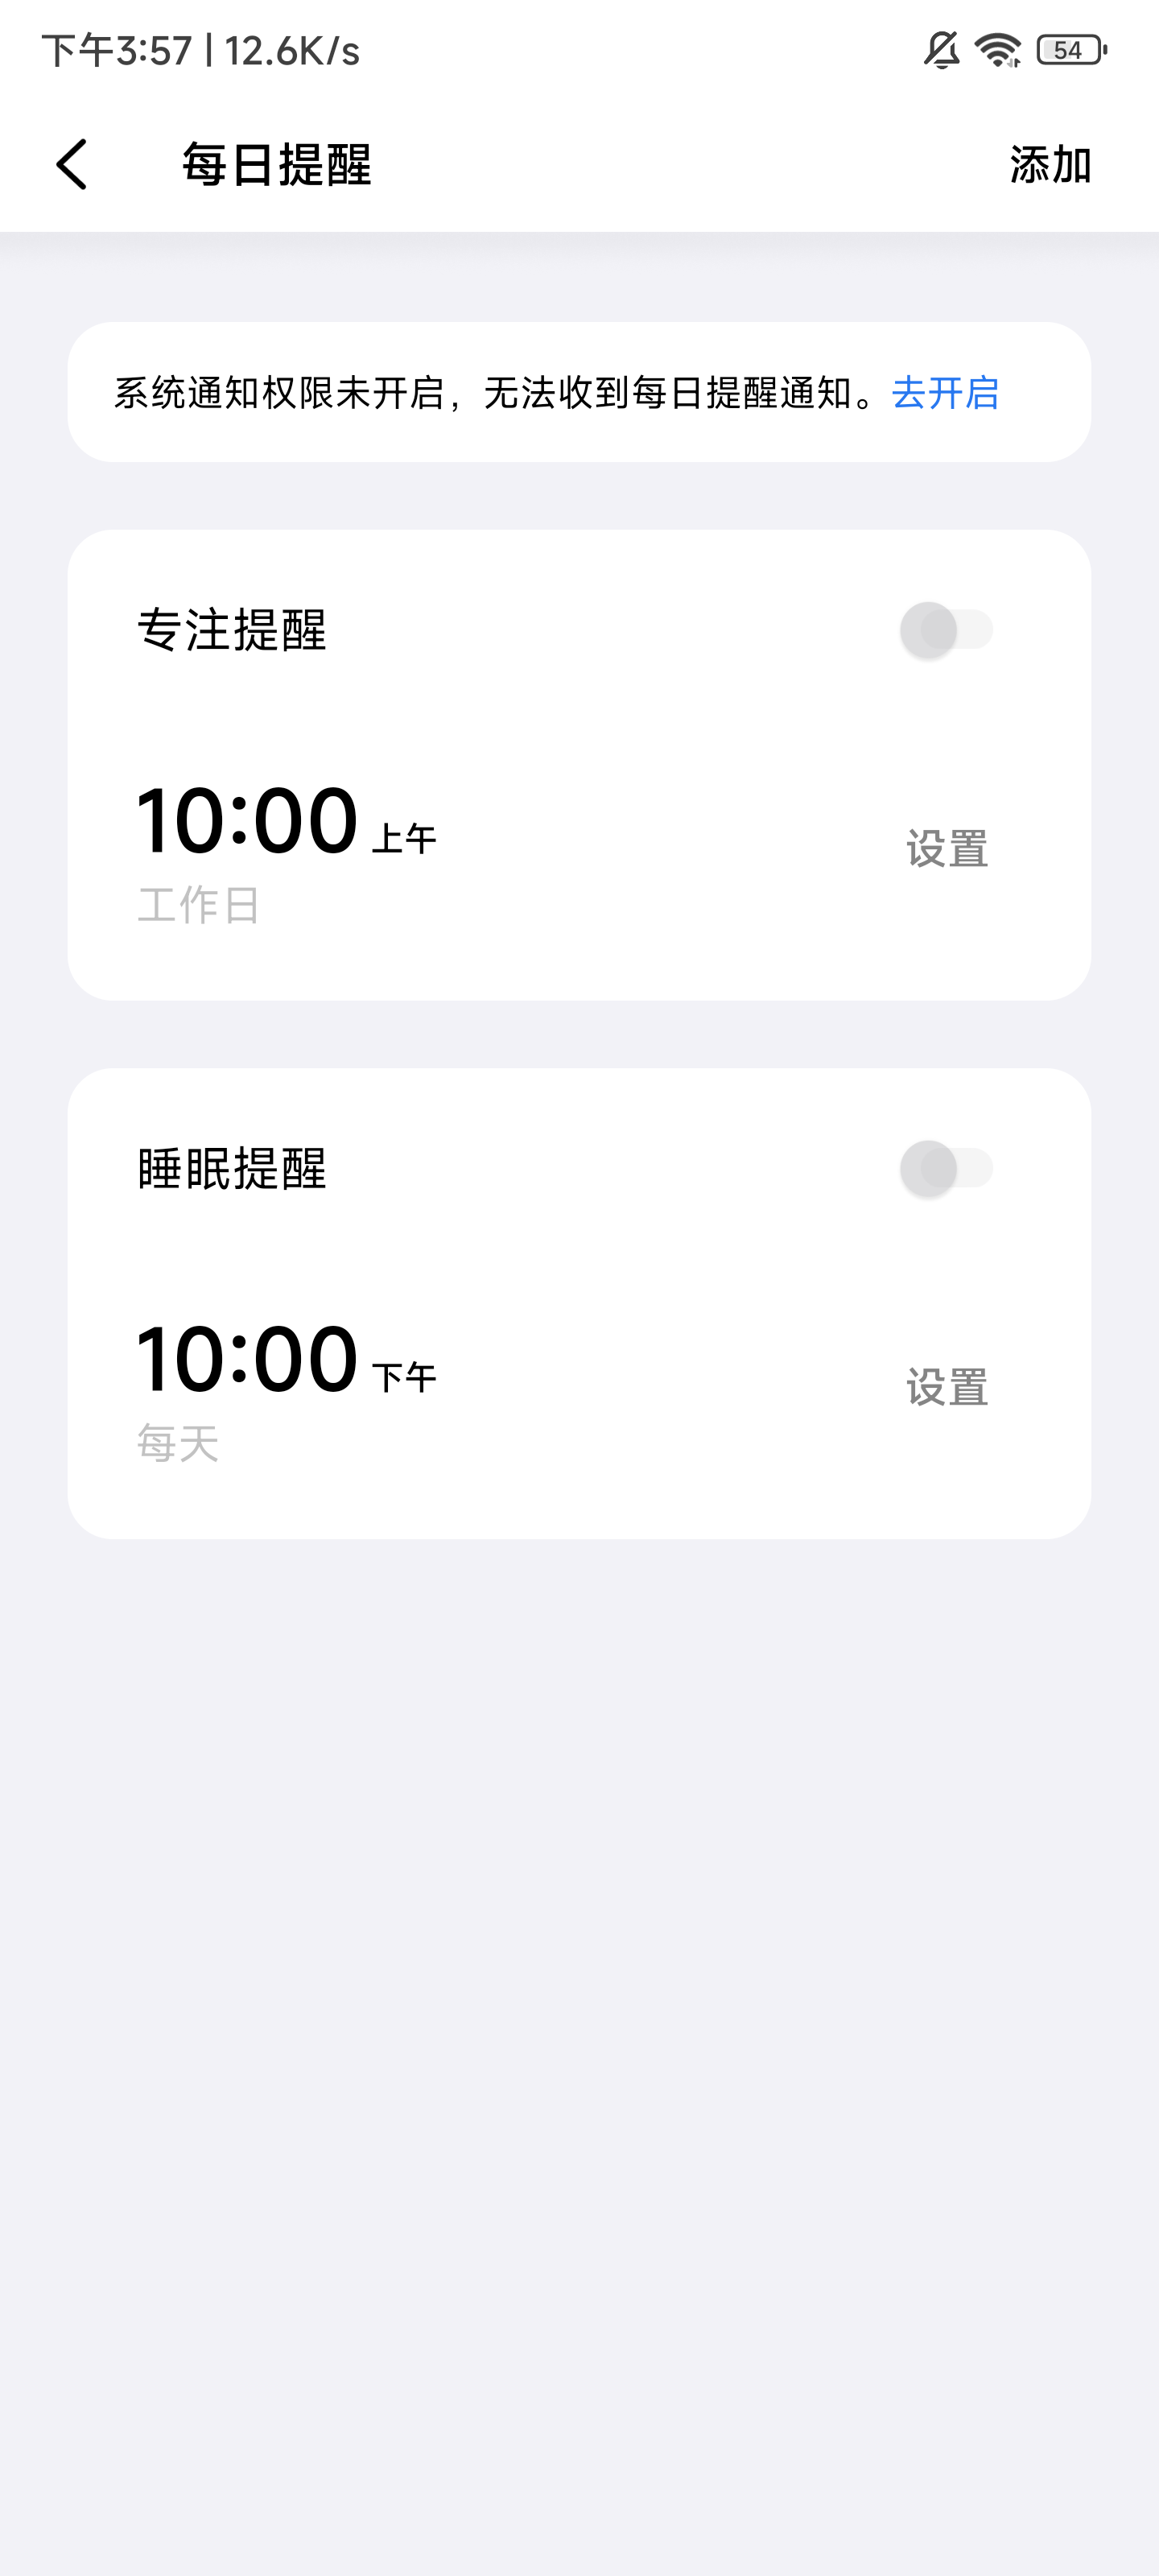 下午3:57 | 12.6K/s
54
每日提醒
添加
系统通知权限未开启，无法收到每日提醒通知。去开启
专注提醒
10:00 上午
设置
工作日
睡眠提醒
10:00 下午
设置
每天